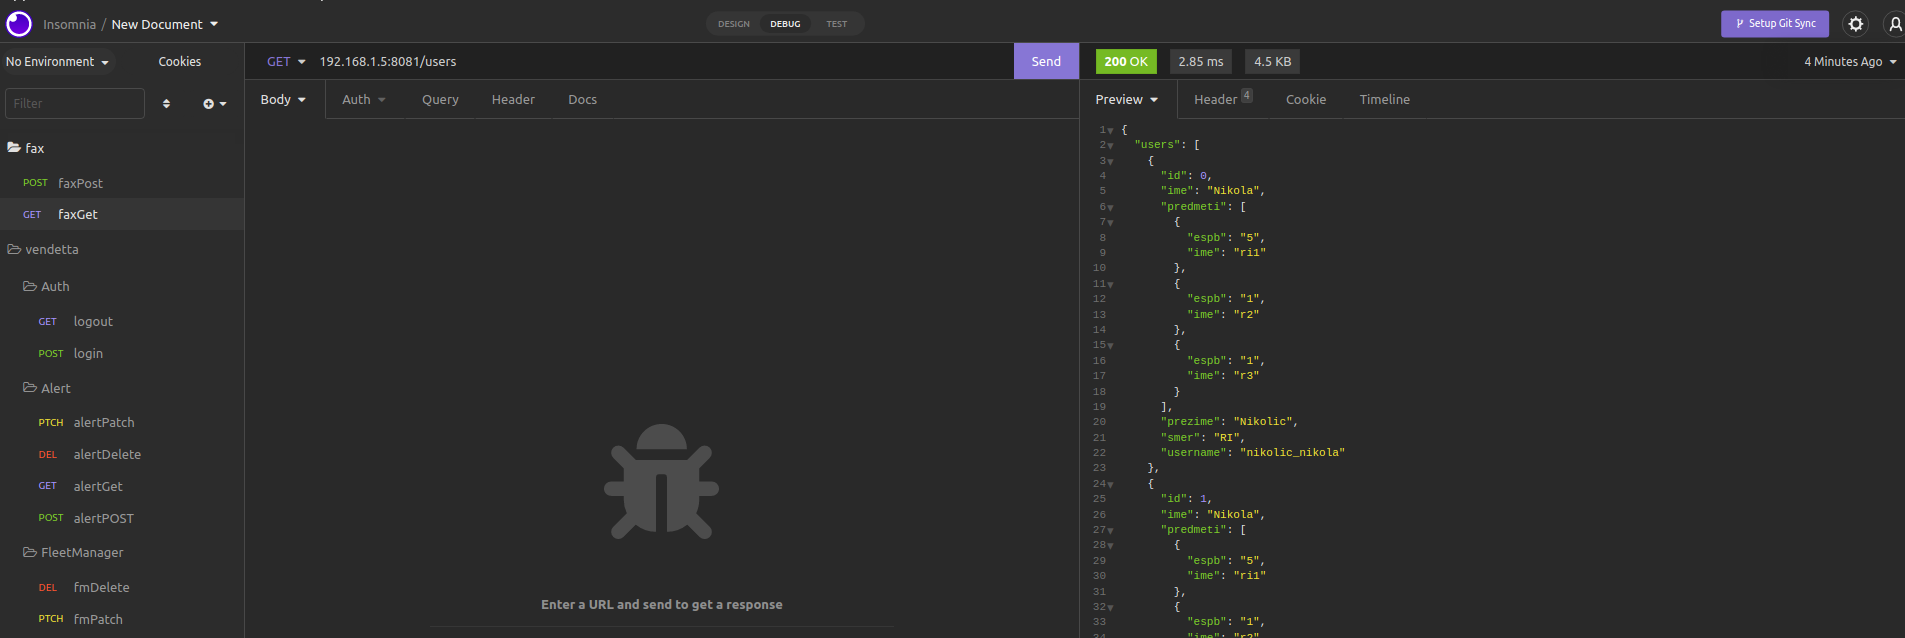 Insomnia / New Document
DESIGN DEBUG TEST
Setup Git Sync
No Environment
Cookies
Filter
fax
POST faxPost
GET faxGet
vendetta
Auth
GET logout
POST login
Alert
PTCH alertPatch
DEL alertDelete
GET alertGet
POST alertPOST
FleetManager
DEL fmDelete
PTCH fmPatch
GET 192.168.1.5:8081/users
Send
Body Auth Query Header Docs
Enter a URL and send to get a response
200 OK 2.85 ms 4.5 KB
4 Minutes Ago
Preview Header 4 Cookie Timeline
1 {
2 "users": [
3 {
4 "id": 0,
5 "ime": "Nikola",
6 "predmeti": [
7 {
8 "espb": "5",
9 "ime": "ri1"
10 },
11 {
12 "espb": "1",
13 "ime": "r2"
14 },
15 {
16 "espb": "1",
17 "ime": "r3"
18 }
19 ],
20 "prezime": "Nikolic",
21 "smer": "RI",
22 "username": "nikolic_nikola"
23 },
24 {
25 "id": 1,
26 "ime": "Nikola",
27 "predmeti": [
28 {
29 "espb": "5",
30 "ime": "ri1"
31 },
32 {
33 "espb": "1",
34 "ime": "r2"